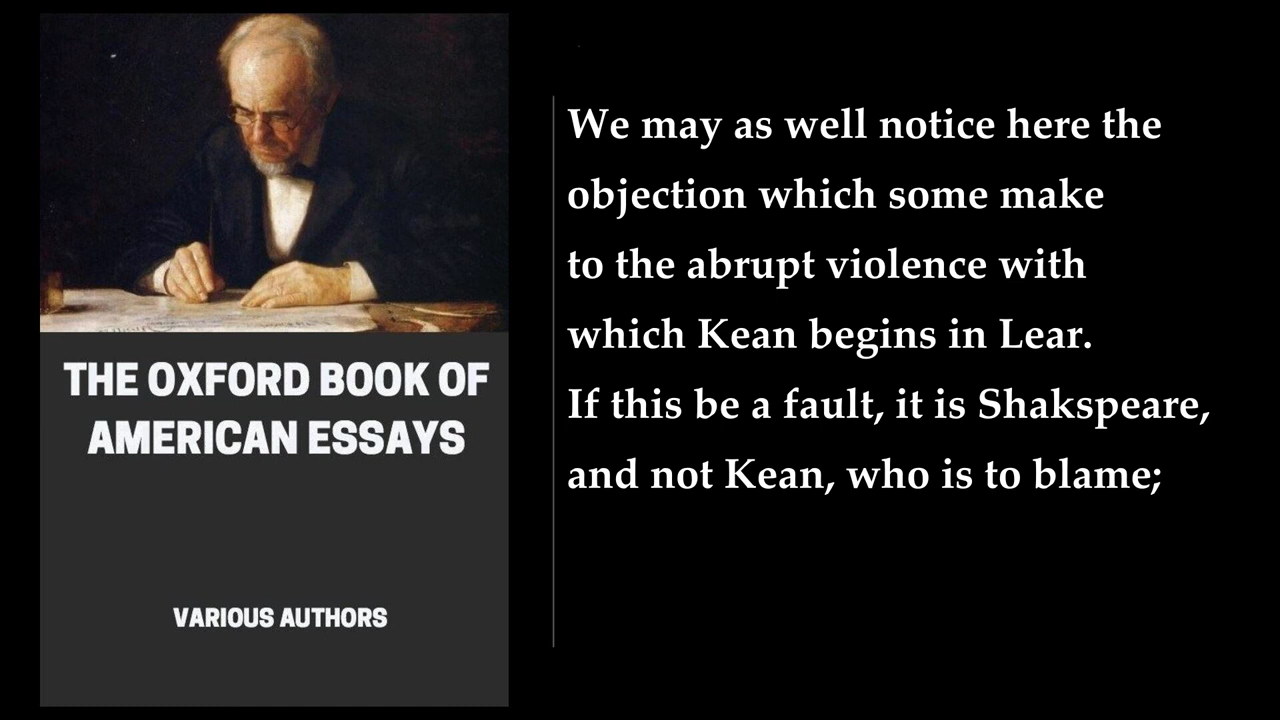 THE OXFORD BOOK OF
AMERICAN ESSAYS
VARIOUS AUTHORS
We may as well notice here the
objection which some make
to the abrupt violence with
which Kean begins in Lear.
If this be a fault, it is Shakspeare,
and not Kean, who is to blame;